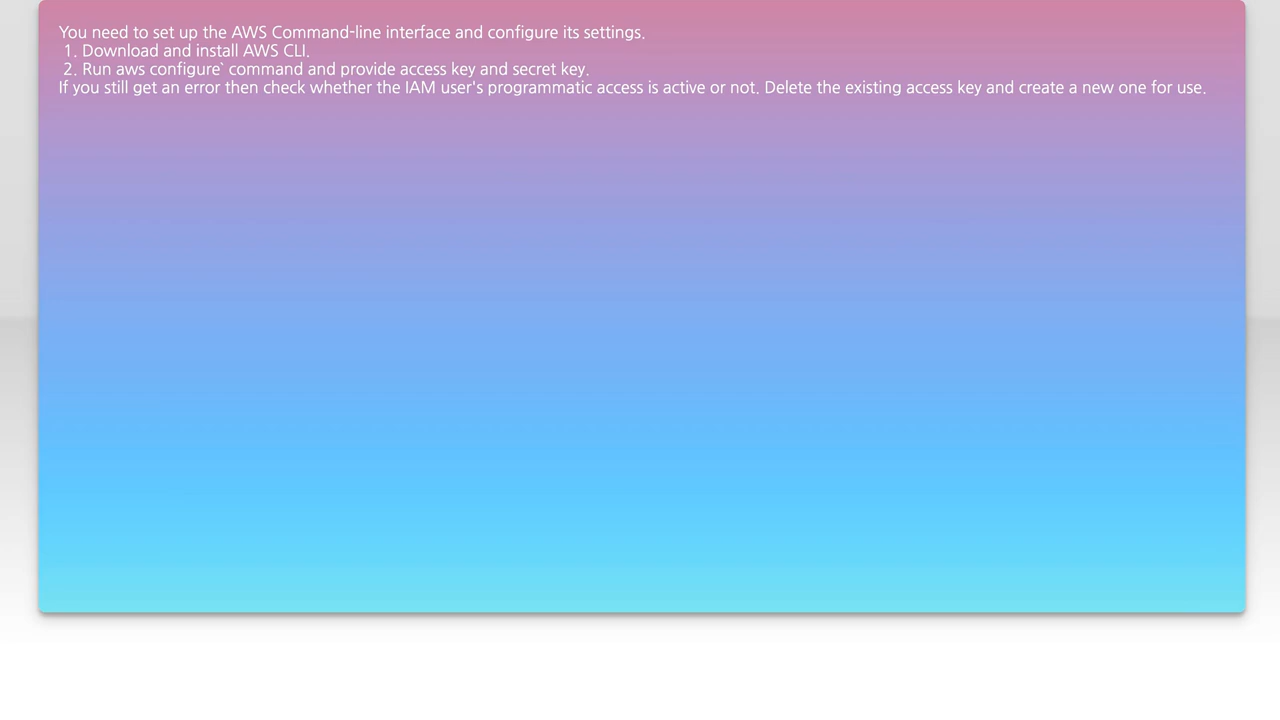 You need to set up the AWS Command-line interface and configure its settings.
1. Download and install AWS CLI.
2. Run aws configure` command and provide access key and secret key.
If you still get an error then check whether the IAM user's programmatic access is active or not. Delete the existing access key and create a new one for use.